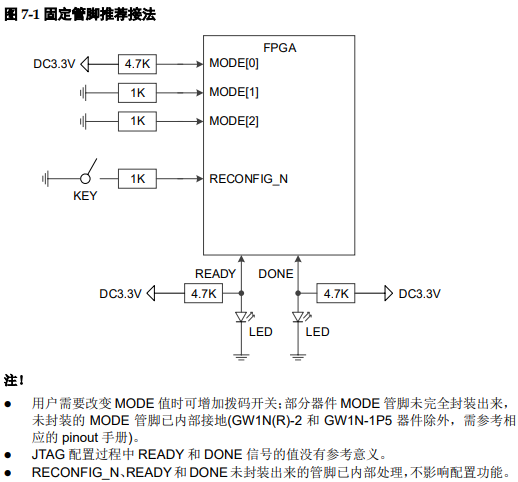 图 7-1 固定管脚推荐接法
FPGA
DC3.3V 4.7K MODE[0]
1K MODE[1]
1K MODE[2]
1K RECONFIG_N
KEY
READY DONE
DC3.3V 4.7K 4.7K DC3.3V
LED LED
注！
● 用户需要改变 MODE 值时可增加拨码开关；部分器件 MODE 管脚未完全封装出来，
未封装的 MODE 管脚已内部接地(GW1N(R)-2 和 GW1N-1P5 器件除外，需参考相
应的 pinout 手册)。
● JTAG 配置过程中 READY 和 DONE 信号的值没有参考意义。
● RECONFIG_N、READY 和 DONE 未封装出来的管脚已内部处理，不影响配置功能。